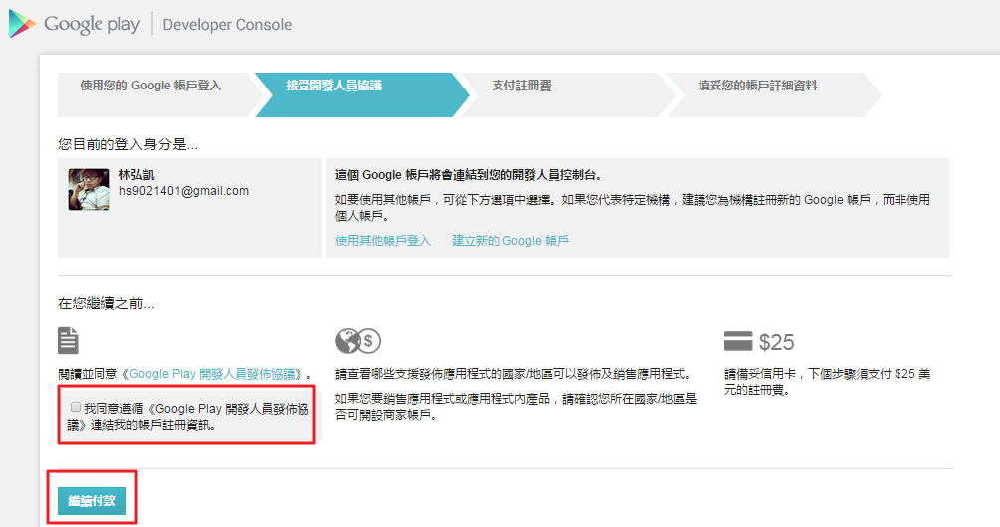 Google play Developer Console
使用您的 Google 帳戶登入 接受開發人員協議 支付註冊費 填妥您的帳戶詳細資料
您目前的登入身分是...
林弘凱
hs9021401@gmail.com
這個 Google 帳戶將會連結到您的開發人員控制台。
如要使用其他帳戶，可從下方選項中選擇。如果您代表特定機構，建議您為機構註冊新的 Google 帳戶，而非使用
個人帳戶。
使用其他帳戶登入 建立新的 Google 帳戶
在您繼續之前...
閱讀並同意《Google Play 開發人員發佈協議》。
我同意遵循《Google Play 開發人員發佈協
議》連結我的帳戶註冊資訊。
請查看哪些支援發佈應用程式的國家/地區可以發佈及銷售應用程式。
如果您要銷售應用程式或應用程式內產品，請確認您所在國家/地區是
否可開設商家帳戶。
$25
請備妥信用卡，下個步驟須支付 $25 美
元的註冊費。
繼續付款